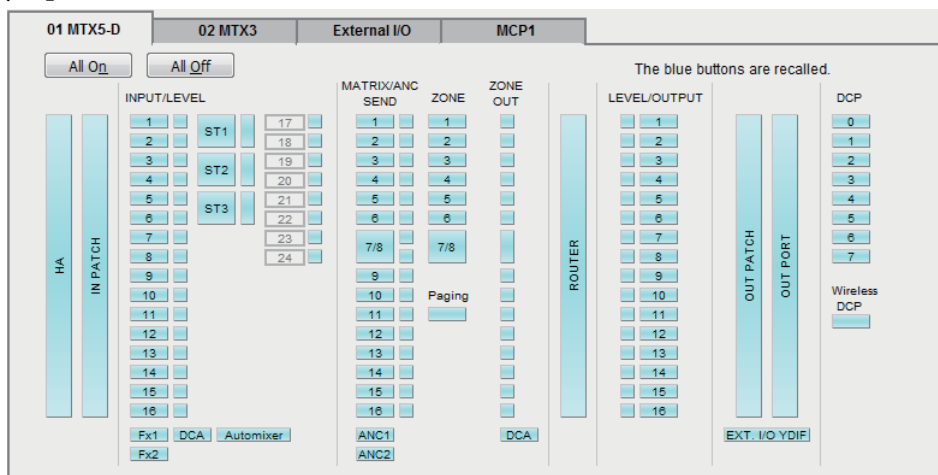 01 MTX5-D 02 MTX3 External I/O MCP1
All On All Off The blue buttons are recalled.
MATRIX/ANC ZONE
INPUT/LEVEL SEND ZONE OUT LEVEL/OUTPUT DCP
1 ST1 17 1 1 1 0
2 18 2 2 2 1
3 ST2 19 3 3 3 2
4 20 4 4 4 3
5 ST3 21 5 5 5 4
6 22 6 6 6 5
7 23 7/8 7/8 7 6
8 24 8 7
9 9 9
10 10 Paging 10 Wireless
11 11 11 DCP
12 12 12
13 13 13
14 14 14
15 15 15
16 16 16
HA
IN PATCH
ROUTER
OUT PATCH
OUT PORT
Fx1 DCA Automixer ANC1 DCA EXT. I/O YDIF
Fx2 ANC2